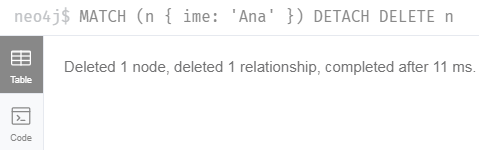 neo4j$ MATCH (n { ime: 'Ana' }) DETACH DELETE n
Deleted 1 node, deleted 1 relationship, completed after 11 ms.
Table
Code